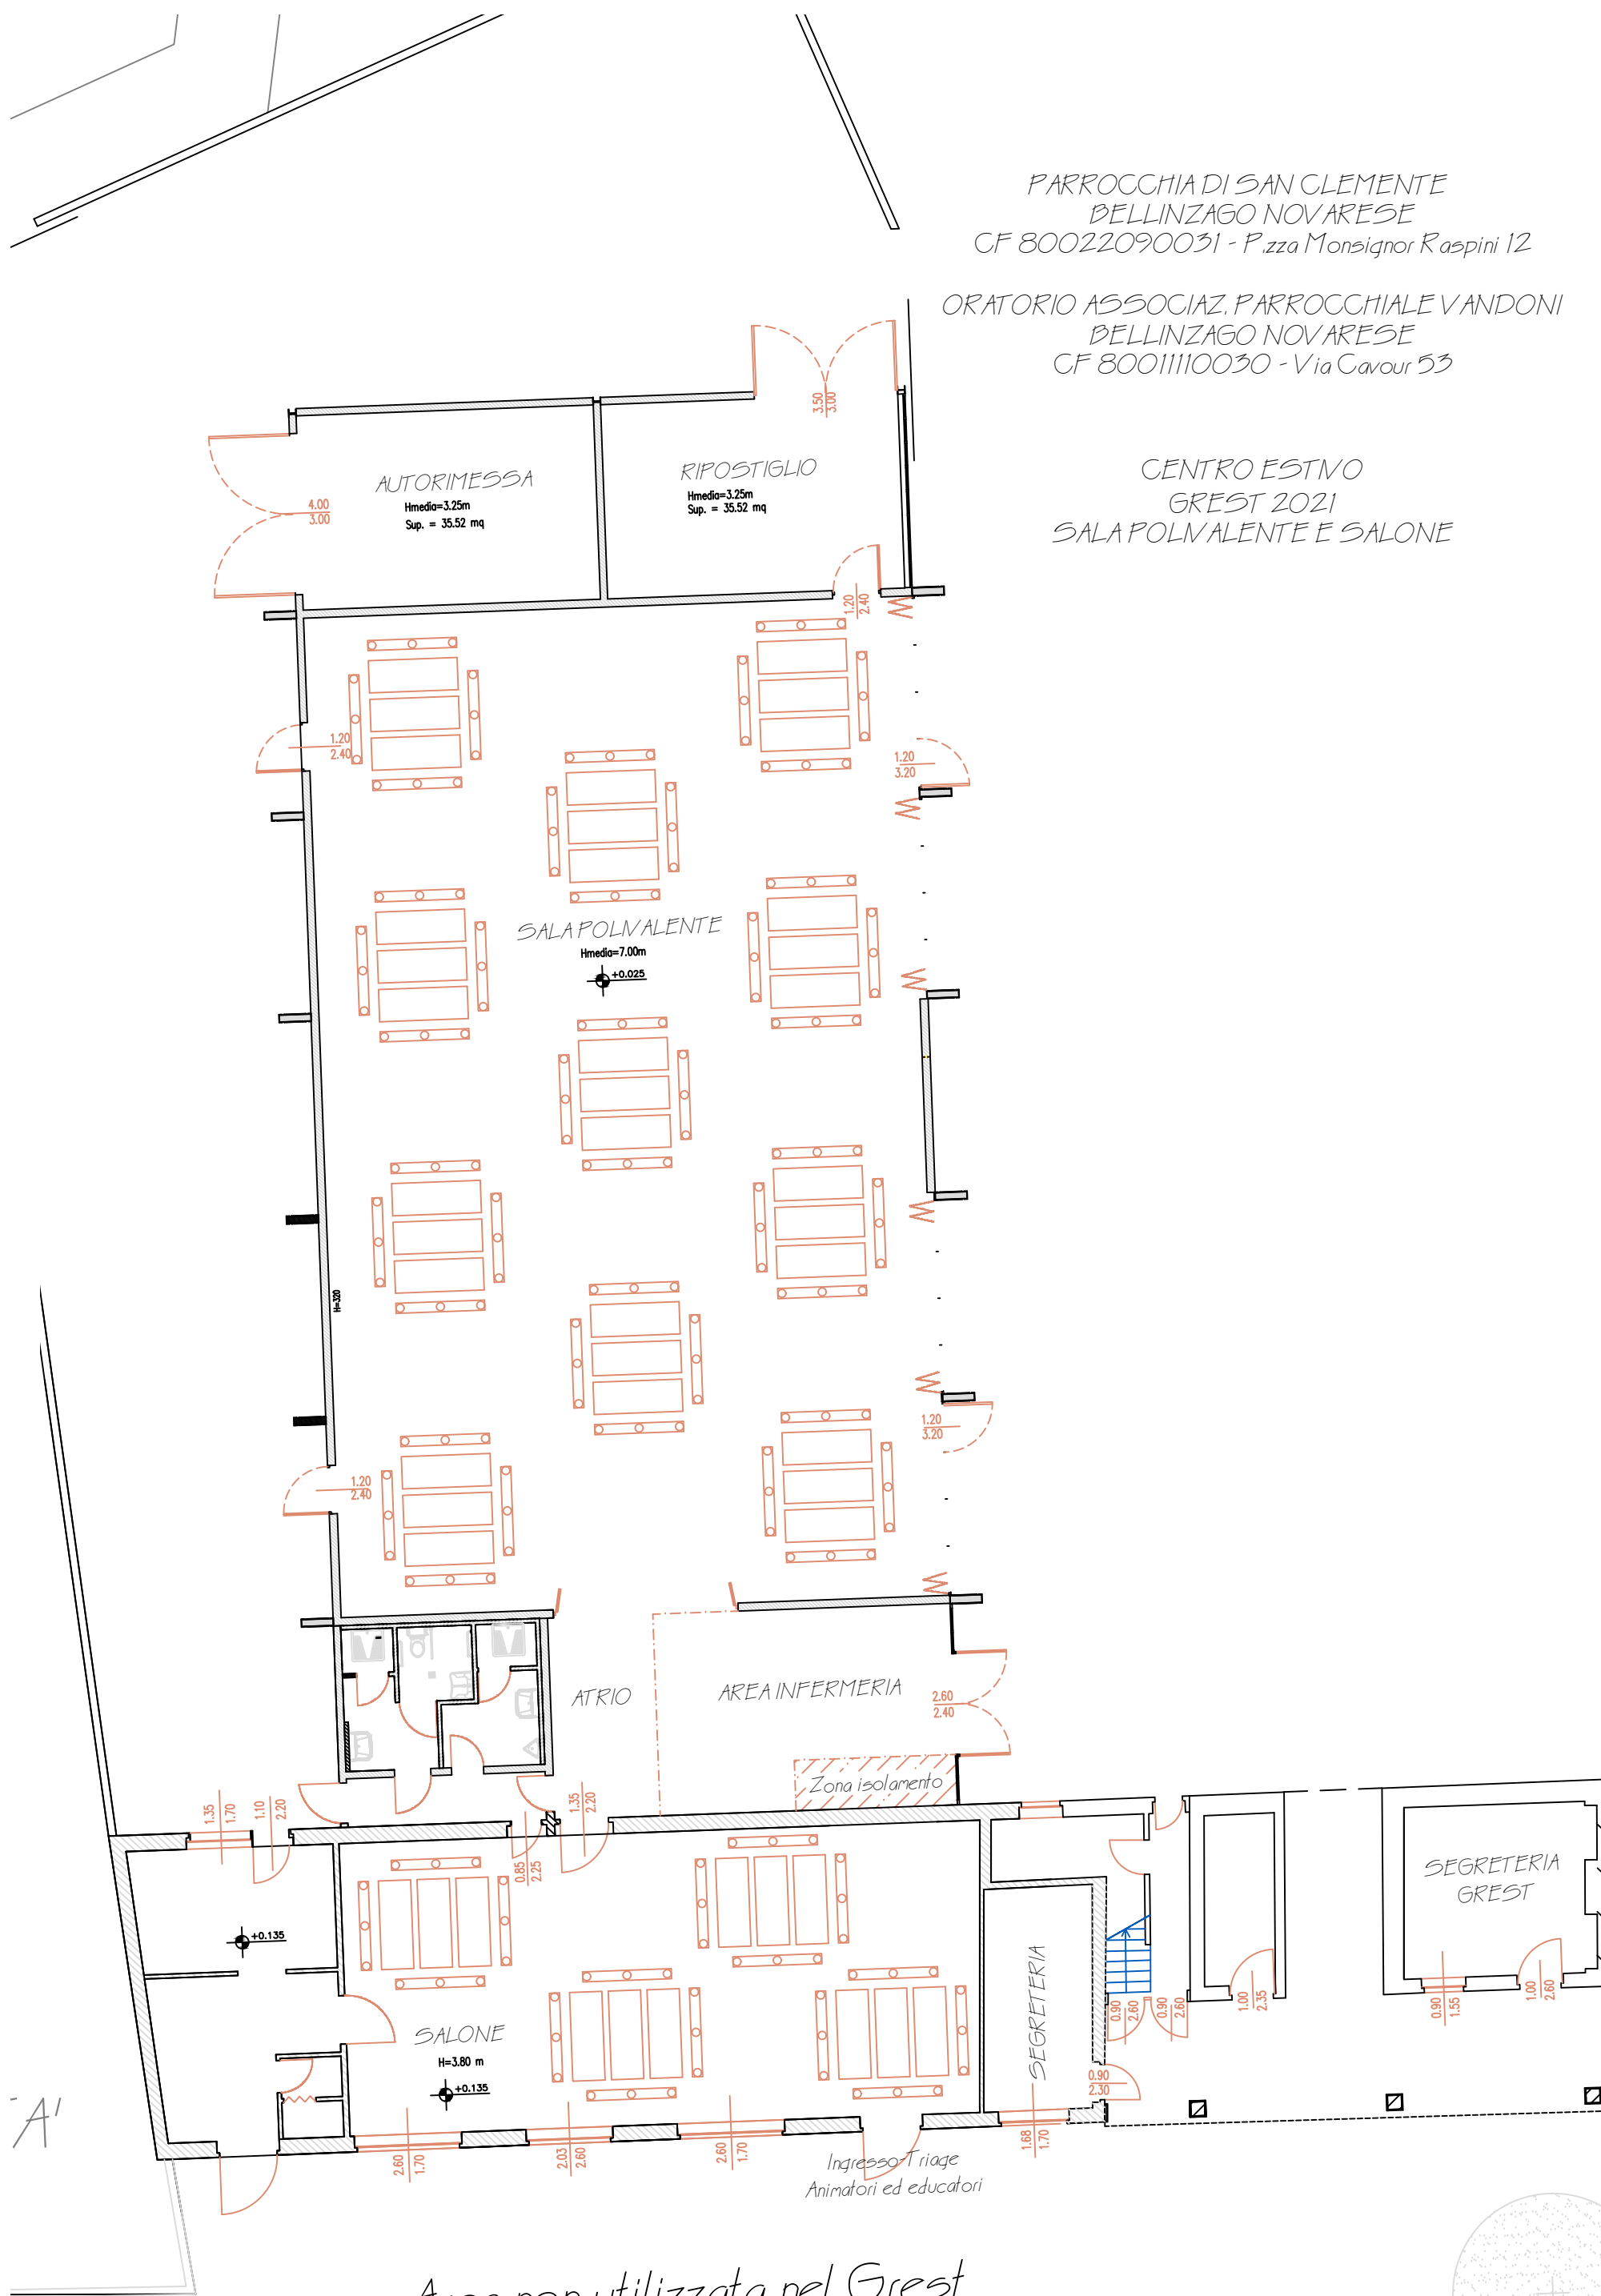 PARROCCHIA DI SAN CLEMENTE
BELLINZAGO NOVARESE
CF 80022090031 - P.zza Monsignor Raspini 12
ORATORIO ASSOCIAZ. PARROCCHIALE VANDONI
BELLINZAGO NOVARESE
CF 80011110030 - Via Cavour 53
CENTRO ESTIVO
GREST 2021
SALA POLIVALENTE E SALONE
3.50
3.00
AUTORIMESSA
Hmedia=3.25m
Sup. = 35.52 mq
RIPOSTIGLIO
Hmedia=3.25m
Sup. = 35.52 mq
4.00
3.00
1.20
2.40
1.20
2.40
1.20
3.20
SALA POLIVALENTE
Hmedia=7.00m
+0.025
H=320
1.20
3.20
1.20
2.40
ATRIO
AREA INFERMERIA
2.60
2.40
Zona isolamento
1.35
1.70
1.10
2.20
1.35
2.20
0.85
2.25
+0.135
SALONE
H=3.80 m
+0.135
SEGRETERIA
SEGRETERIA
GREST
0.90
2.60
0.90
2.60
1.00
2.35
0.90
1.55
1.00
2.60
0.90
2.30
2.60
1.70
2.03
2.60
2.60
1.70
1.68
1.70
Ingresso-Triage
Animatori ed educatori
A'
Area non utilizzata nel Grest